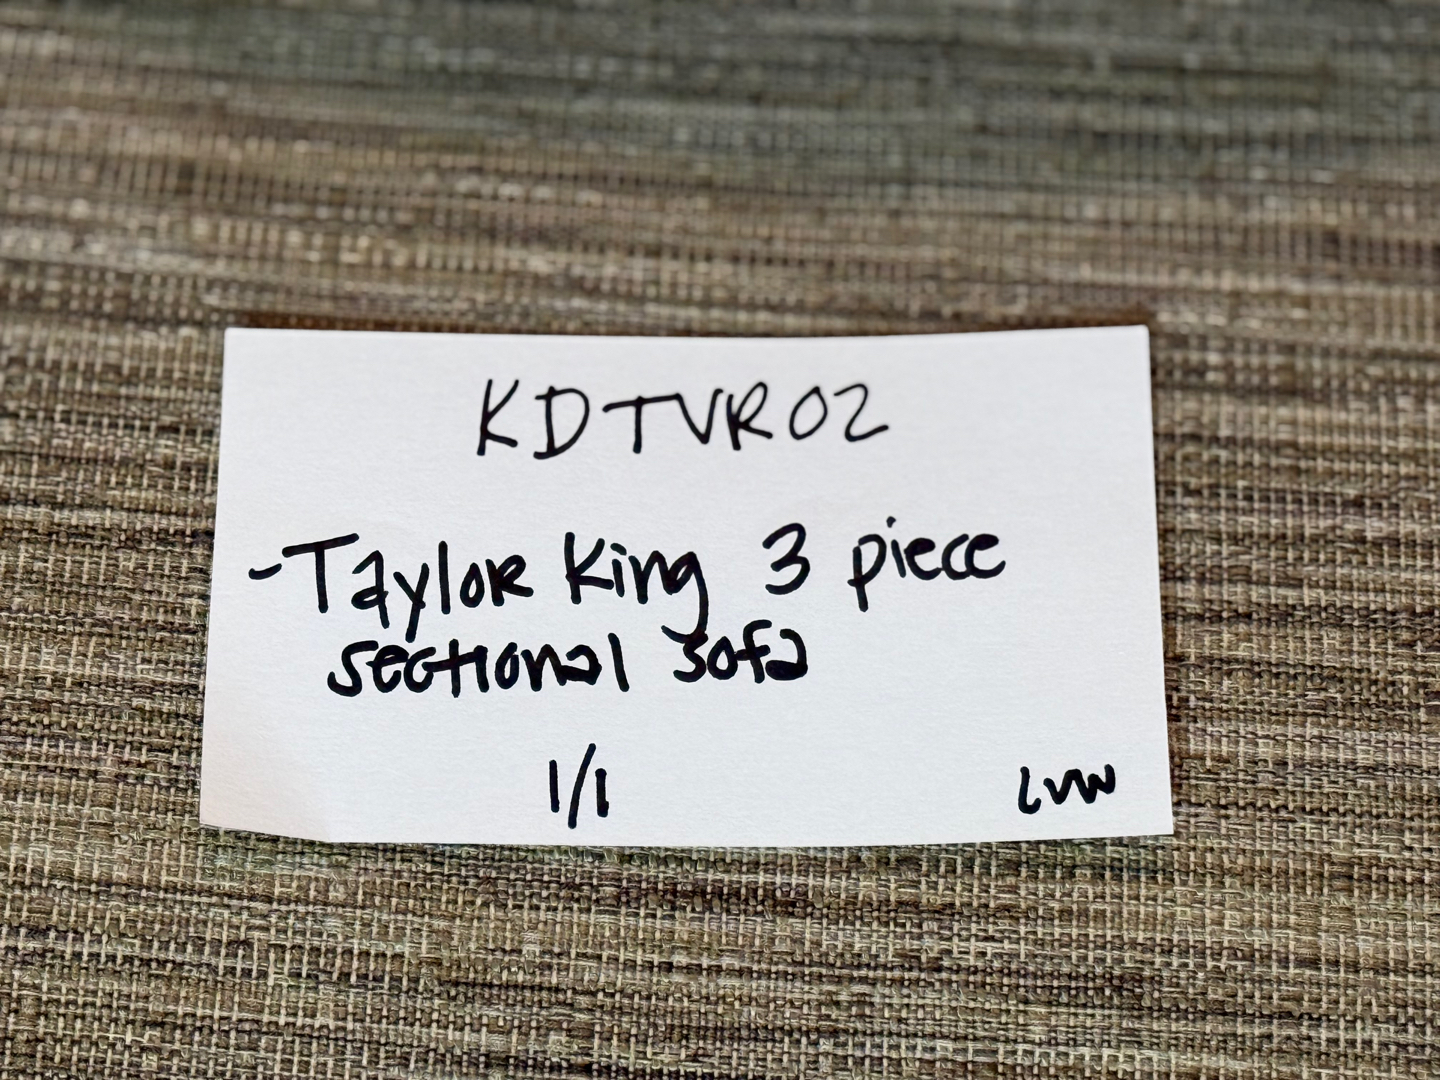 KDTVR02
-Taylor King 3 piece
sectional sofa
1/1
LVW